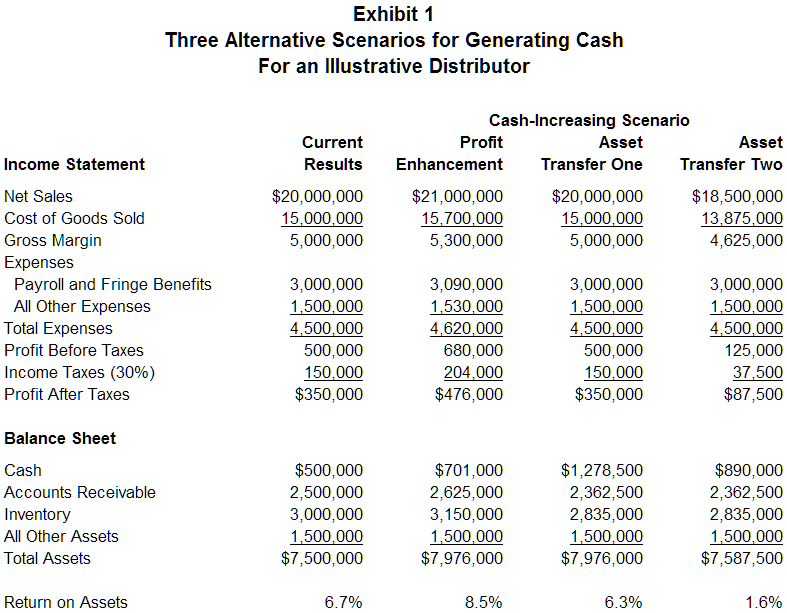 Exhibit 1
Three Alternative Scenarios for Generating Cash
For an Illustrative Distributor
Cash-Increasing Scenario
Current Profit Asset Asset
Income Statement Results Enhancement Transfer One Transfer Two
Net Sales $20,000,000 $21,000,000 $20,000,000 $18,500,000
Cost of Goods Sold 15,000,000 15,700,000 15,000,000 13,875,000
Gross Margin 5,000,000 5,300,000 5,000,000 4,625,000
Expenses
Payroll and Fringe Benefits 3,000,000 3,090,000 3,000,000 3,000,000
All Other Expenses 1,500,000 1,530,000 1,500,000 1,500,000
Total Expenses 4,500,000 4,620,000 4,500,000 4,500,000
Profit Before Taxes 500,000 680,000 500,000 125,000
Income Taxes (30%) 150,000 204,000 150,000 37,500
Profit After Taxes $350,000 $476,000 $350,000 $87,500
Balance Sheet
Cash $500,000 $701,000 $1,278,500 $890,000
Accounts Receivable 2,500,000 2,625,000 2,362,500 2,362,500
Inventory 3,000,000 3,150,000 2,835,000 2,835,000
All Other Assets 1,500,000 1,500,000 1,500,000 1,500,000
Total Assets $7,500,000 $7,976,000 $7,976,000 $7,587,500
Return on Assets 6.7% 8.5% 6.3% 1.6%